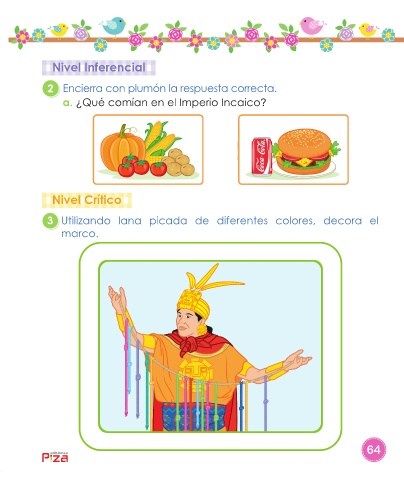 Nivel Inferencial
2 Encierra con plumón la respuesta correcta.
a. ¿Qué comían en el Imperio Incaico?
Coca-Cola
Nivel Crítico
3 Utilizando lana picada de diferentes colores, decora el
marco.
P'za
64